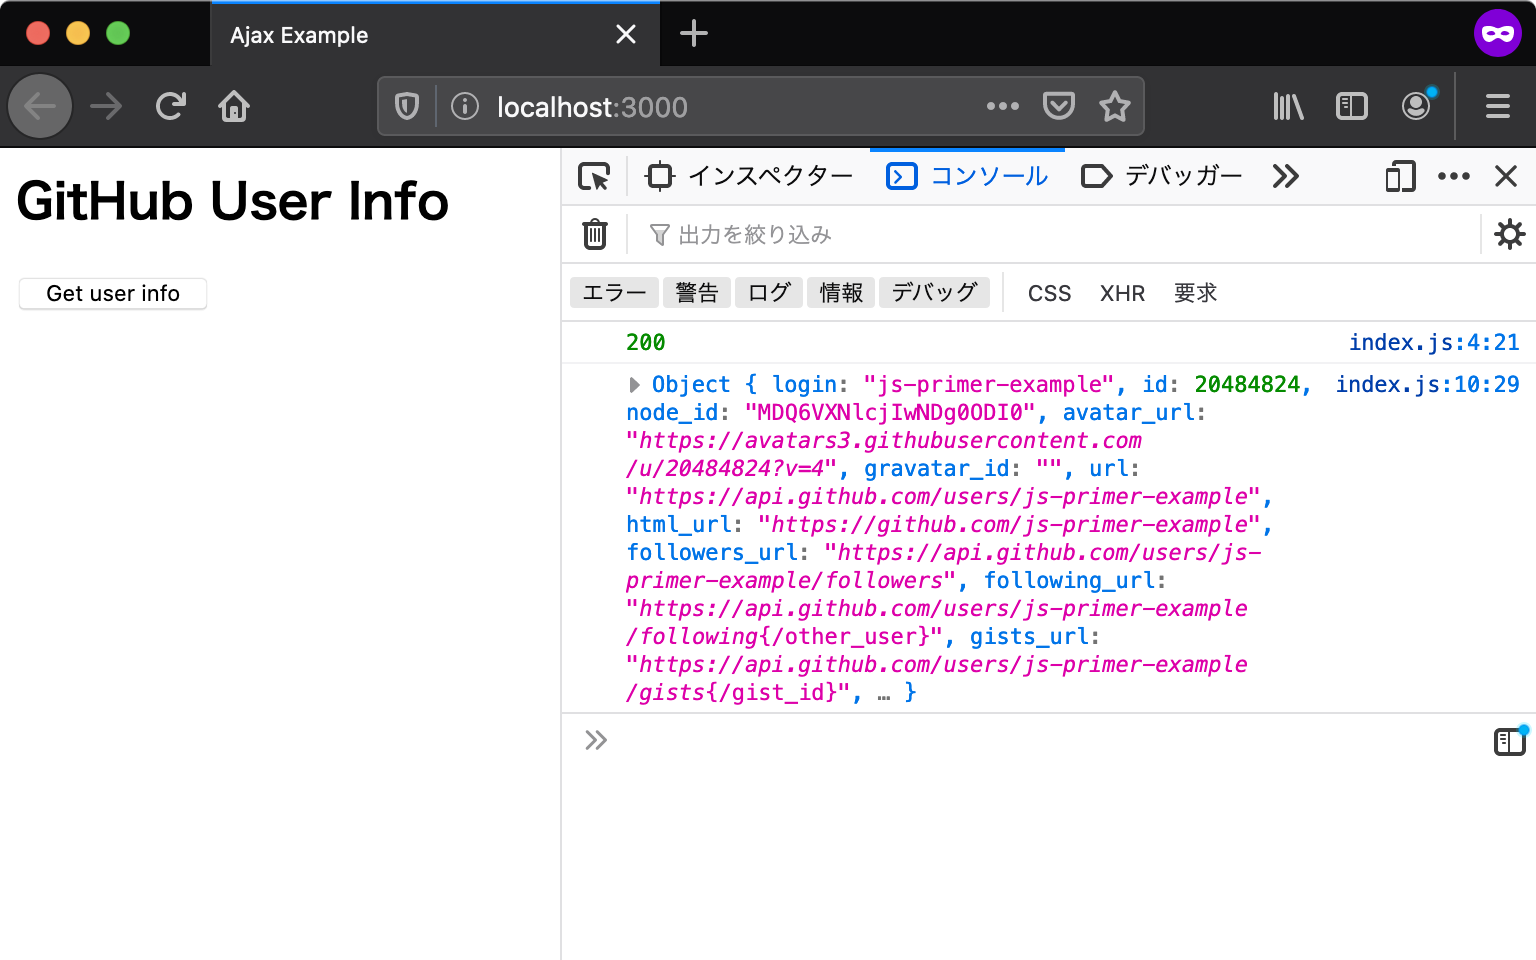 Ajax Example
localhost:3000
GitHub User Info
Get user info
インスペクター コンソール デバッガー
出力を絞り込み
エラー 警告 ログ 情報 デバッグ CSS XHR 要求
200 index.js:4:21
Object { login: "js-primer-example", id: 20484824, index.js:10:29
node_id: "MDQ6VXNlcjIwNDg0ODI0", avatar_url:
"https://avatars3.githubusercontent.com
/u/20484824?v=4", gravatar_id: "", url:
"https://api.github.com/users/js-primer-example",
html_url: "https://github.com/js-primer-example",
followers_url: "https://api.github.com/users/js-
primer-example/followers", following_url:
"https://api.github.com/users/js-primer-example
/following{/other_user}", gists_url:
"https://api.github.com/users/js-primer-example
/gists{/gist_id}", … }